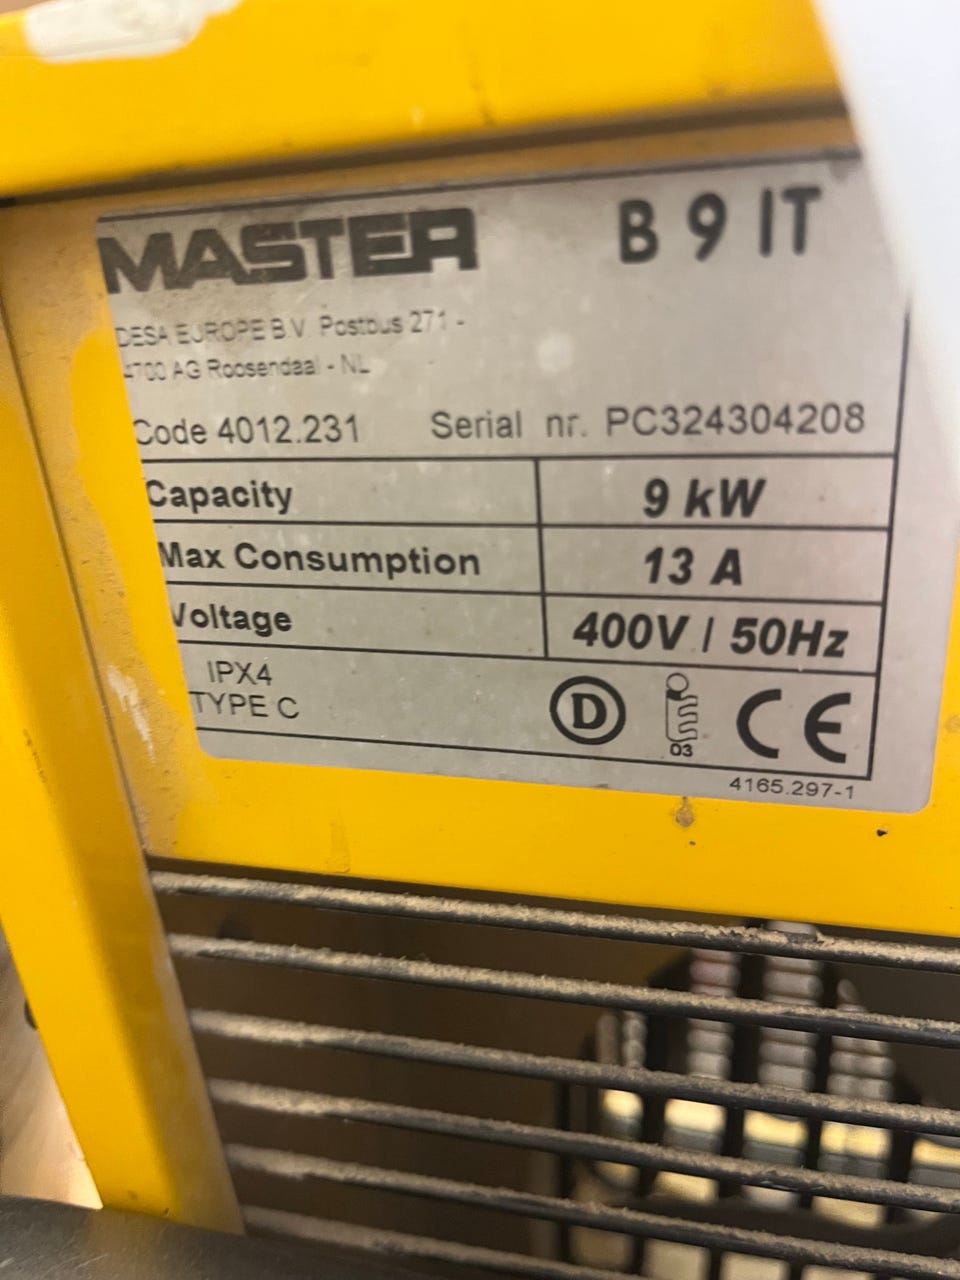 MASTER B 9 IT
DESA EUROPE B.V. Postbus 271 -
4700 AG Roosendaal - NL
Code 4012.231 Serial nr. PC324304208
Capacity 9 kW
Max Consumption 13 A
Voltage 400V / 50Hz
IPX4
TYPE C
D
03
CE
4165.297-1